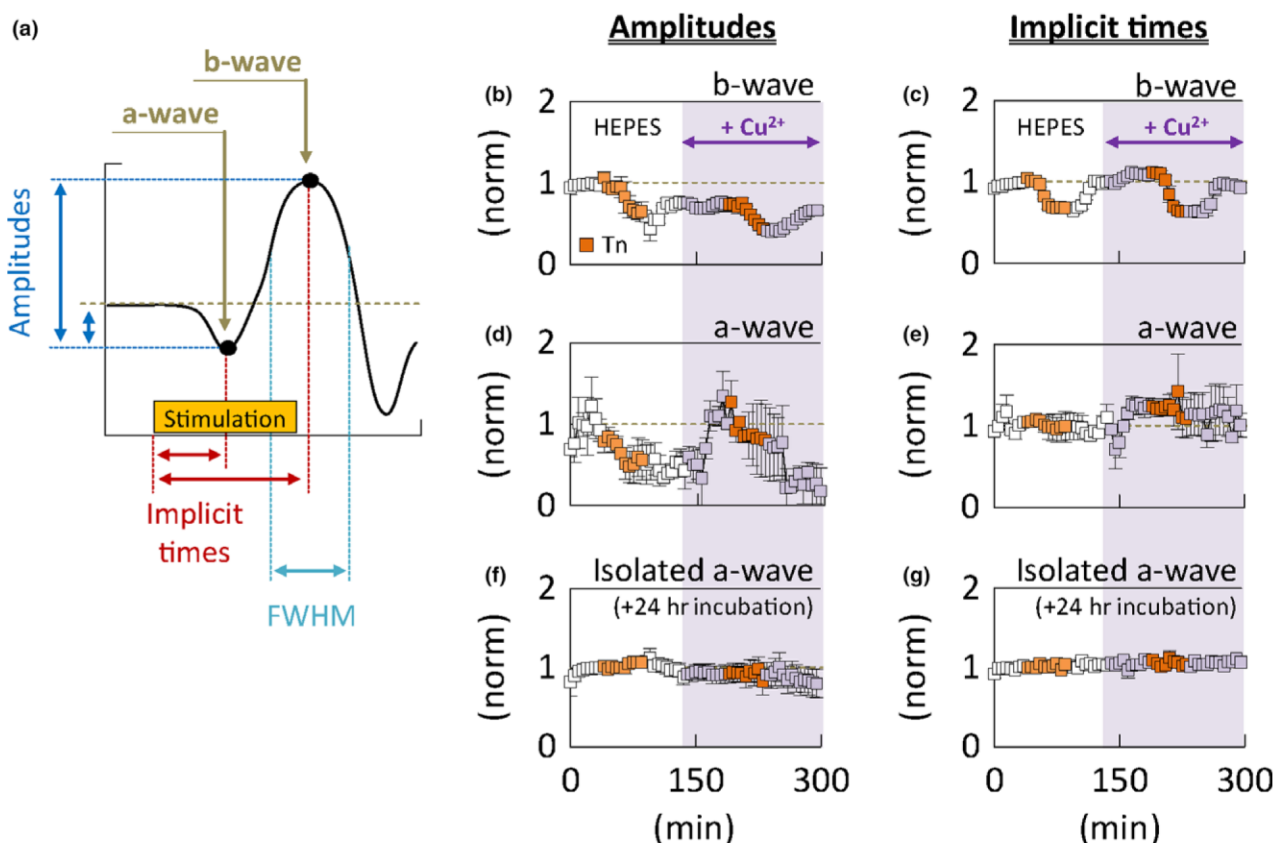 (a)
b-wave
a-wave
Amplitudes
Stimulation
Implicit
times
FWHM
Amplitudes
Implicit times
(b)
b-wave
2
HEPES
+ Cu²⁺
1
(norm)
Tn
0
(c)
b-wave
2
HEPES
+ Cu²⁺
1
(norm)
0
(d)
a-wave
2
1
(norm)
0
(e)
a-wave
2
1
(norm)
0
(f)
Isolated a-wave
2
(+24 hr incubation)
1
(norm)
0
0 150 300
(min)
(g)
Isolated a-wave
2
(+24 hr incubation)
1
(norm)
0
0 150 300
(min)